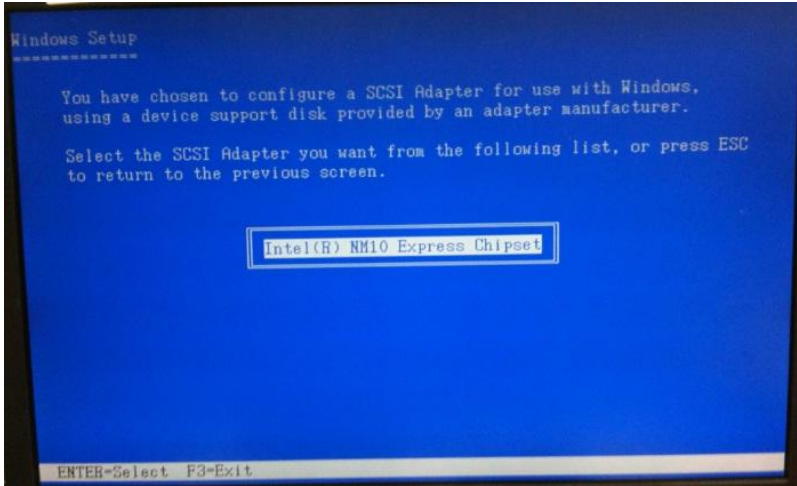 Windows Setup
=============
You have chosen to configure a SCSI Adapter for use with Windows,
using a device support disk provided by an adapter manufacturer.
Select the SCSI Adapter you want from the following list, or press ESC
to return to the previous screen.
Intel(R) NM10 Express Chipset
ENTER=Select F3=Exit